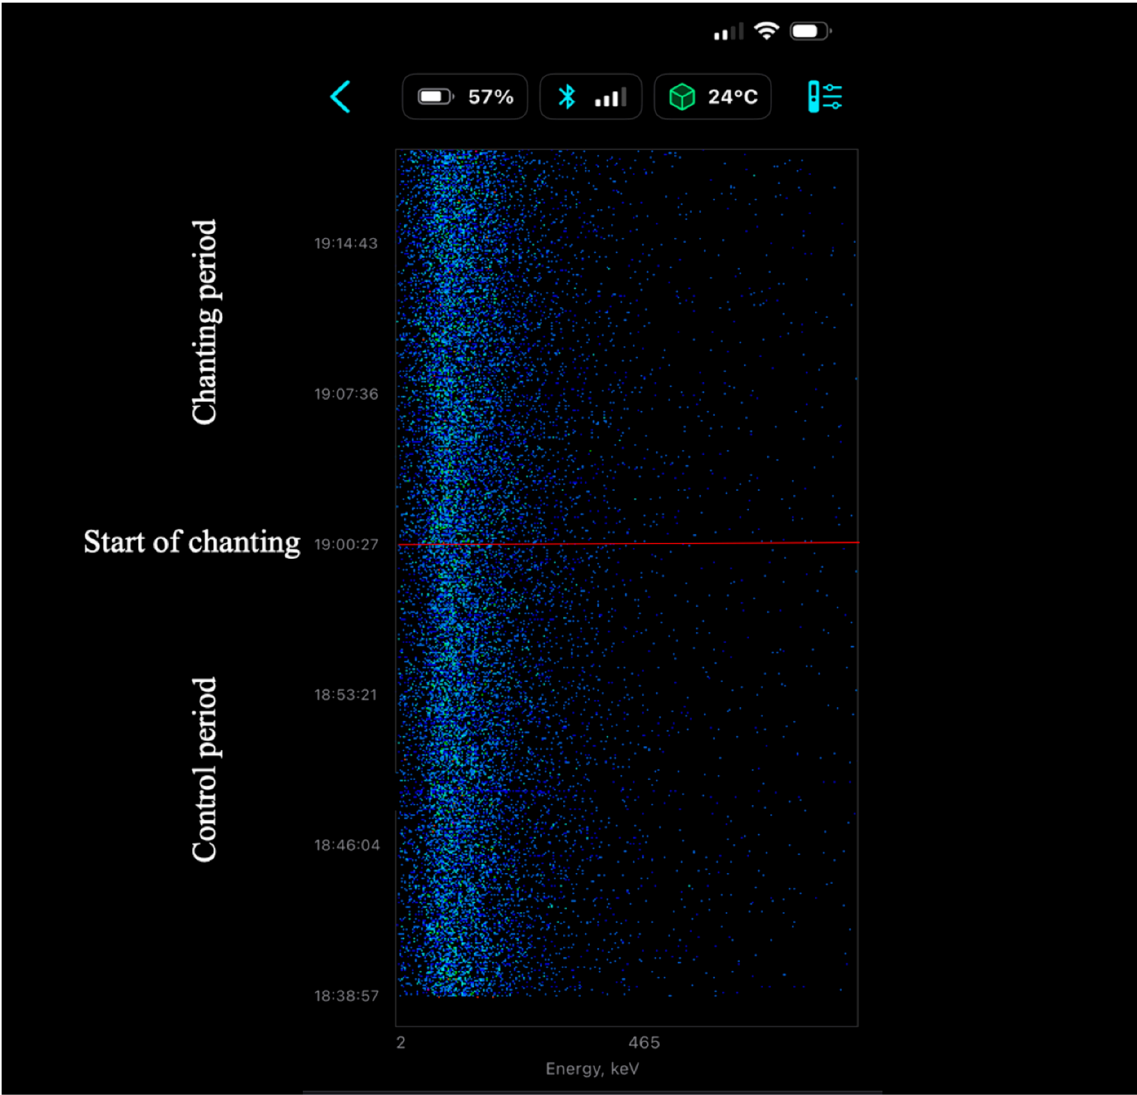 57%
24°C
Chanting period
19:14:43
19:07:36
Start of chanting 19:00:27
Control period
18:53:21
18:46:04
18:38:57
2 465
Energy, keV